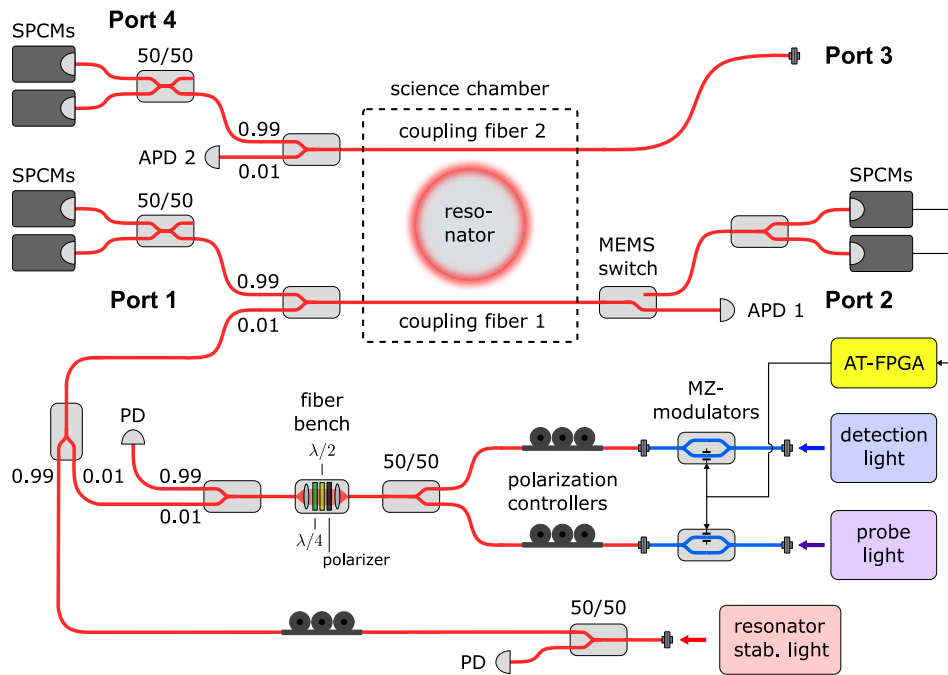 Port 4
SPCMs
50/50
Port 3
science chamber
coupling fiber 2
0.99
APD 2
0.01
SPCMs
50/50
reso-
nator
SPCMs
MEMS
switch
0.99
Port 1
0.01
coupling fiber 1
APD 1
Port 2
AT-FPGA
PD
fiber
bench
λ/2
MZ-
modulators
detection
light
50/50
0.99
0.01
0.99
0.01
polarization
controllers
λ/4
polarizer
probe
light
50/50
PD
resonator
stab. light